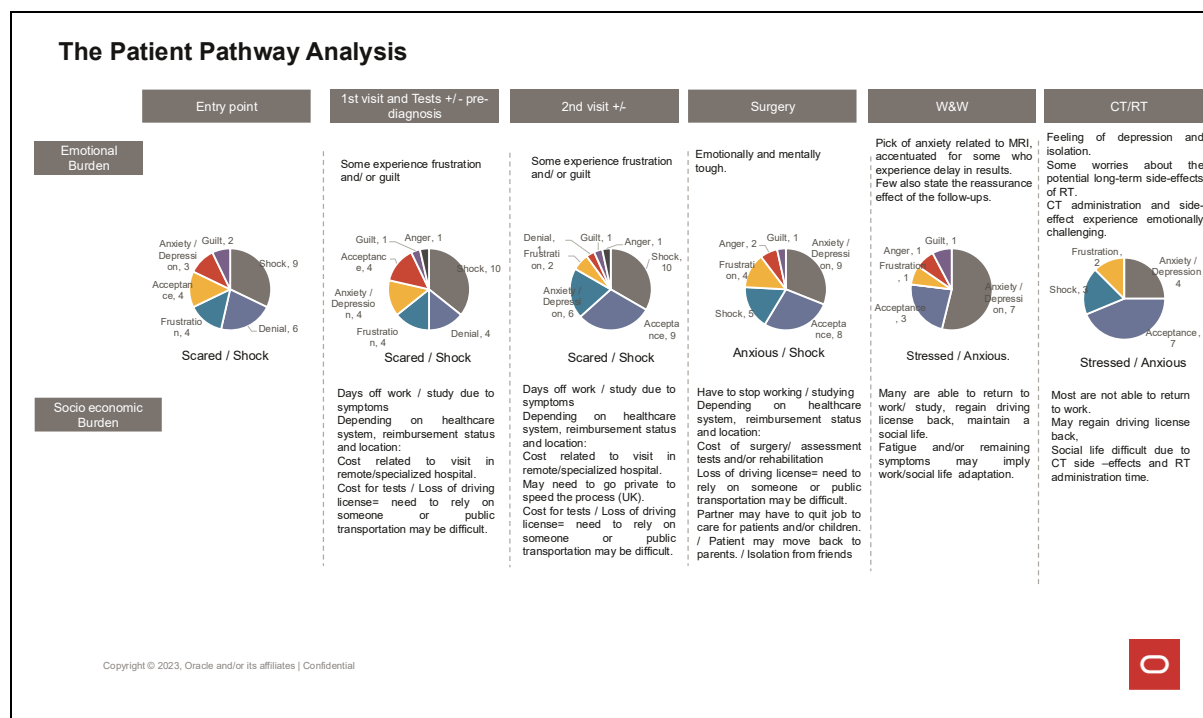 The Patient Pathway Analysis
Entry point
1st visit and Tests +/- pre-
diagnosis
2nd visit +/-
Surgery
W&W
CT/RT
Emotional
Burden
Some experience frustration
and/ or guilt
Some experience frustration
and/ or guilt
Emotionally and mentally
tough.
Pick of anxiety related to MRI,
accentuated for some who
experience delay in results.
Few also state the reassurance
effect of the follow-ups.
Feeling of depression and
isolation.
Some worries about the
potential long-term side-effects
of RT.
CT administration and side-
effect experience emotionally
challenging.
Shock, 9
Denial, 6
Frustratio
n, 4
Acceptan
ce, 4
Anxiety /
Depressi
on, 3
Guilt, 2
Scared / Shock
Shock, 10
Denial, 4
Frustratio
n, 4
Anxiety /
Depressio
n, 4
Acceptanc
e, 4
Guilt, 1
Anger, 1
Scared / Shock
Shock,
10
Accepta
nce, 9
Anxiety /
Depressi
on, 6
Frustrati
on, 2
Denial,
1
Guilt, 1
Anger, 1
Scared / Shock
Anxiety /
Depressi
on, 9
Accepta
nce, 8
Shock, 5
Frustrati
on, 4
Anger, 2
Guilt, 1
Anxious / Shock
Anxiety /
Depressi
on, 7
Acceptance
, 3
Frustration
, 1
Anger, 1
Guilt, 1
Stressed / Anxious.
Anxiety /
Depression
, 4
Acceptance,
7
Shock, 3
Frustration,
2
Stressed / Anxious
Socio economic
Burden
Days off work / study due to
symptoms
Depending on healthcare
system, reimbursement status
and location:
Cost related to visit in
remote/specialized hospital.
Cost for tests / Loss of driving
license= need to rely on
someone or public
transportation may be difficult.
Days off work / study due to
symptoms
Depending on healthcare
system, reimbursement status
and location:
Cost related to visit in
remote/specialized hospital.
May need to go private to
speed the process (UK).
Cost for tests / Loss of driving
license= need to rely on
someone or public
transportation may be difficult.
Have to stop working / studying
Depending on healthcare
system, reimbursement status
and location:
Cost of surgery/ assessment
tests and/or rehabilitation
Loss of driving license= need to
rely on someone or public
transportation may be difficult.
Partner may have to quit job to
care for patients and/or children.
/ Patient may move back to
parents. / Isolation from friends
Many are able to return to
work/ study, regain driving
license back, maintain a
social life.
Fatigue and/or remaining
symptoms may imply
work/social life adaptation.
Most are not able to return
to work.
May regain driving license
back,
Social life difficult due to
CT side –effects and RT
administration time.
Copyright © 2023, Oracle and/or its affiliates | Confidential